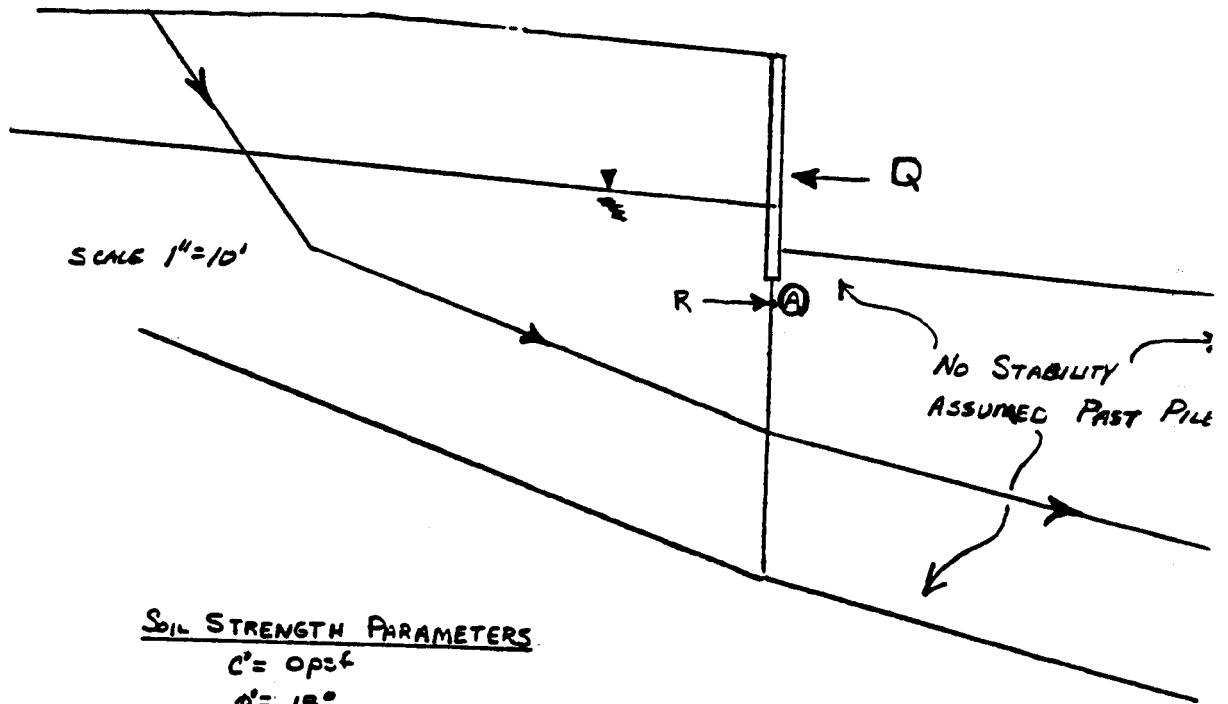 Q
SCALE 1"=10'
R
A
NO STABILITY
ASSUMED PAST PILE
SOIL STRENGTH PARAMETERS
C' = 0psf